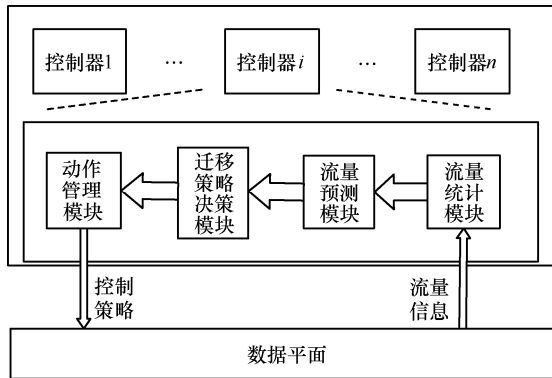 控制器1
…
控制器i
…
控制器n
动作
管理
模块
迁移
策略
决策
模块
流量
预测
模块
流量
统计
模块
控制
策略
流量
信息
数据平面